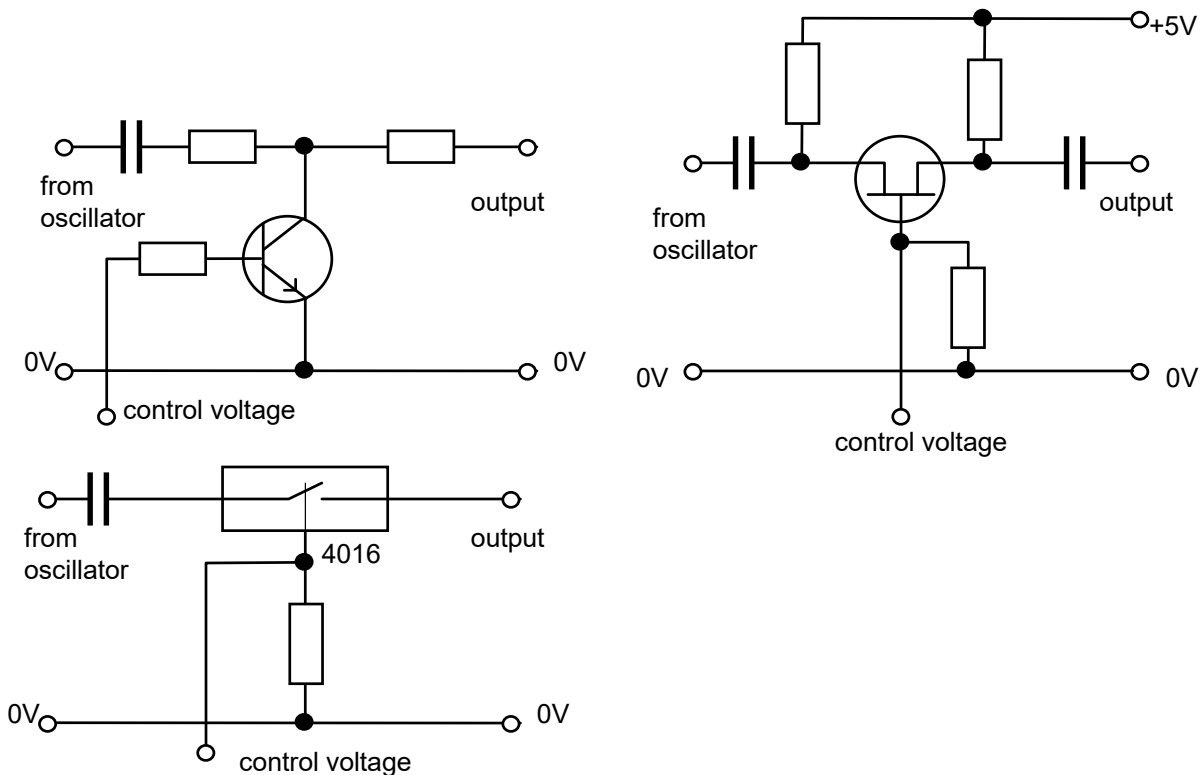 from
oscillator
output
0V
0V
control voltage
+5V
from
oscillator
output
0V
0V
control voltage
from
oscillator
output
4016
0V
0V
control voltage